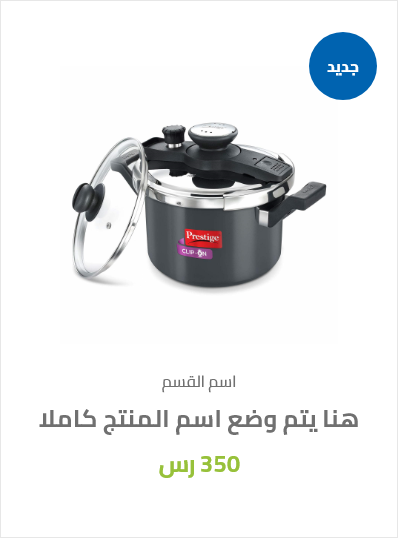 جديد
Prestige
CLIP-ON
اسم القسم
هنا يتم وضع اسم المنتج كاملا
350 رس